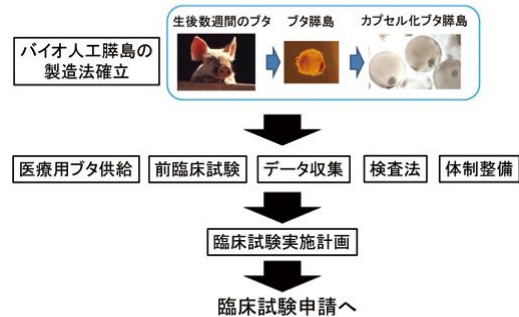 生後数週間のブタ
ブタ膵島
カプセル化ブタ膵島
バイオ人工膵島の
製造法確立
医療用ブタ供給
前臨床試験
データ収集
検査法
体制整備
臨床試験実施計画
臨床試験申請へ